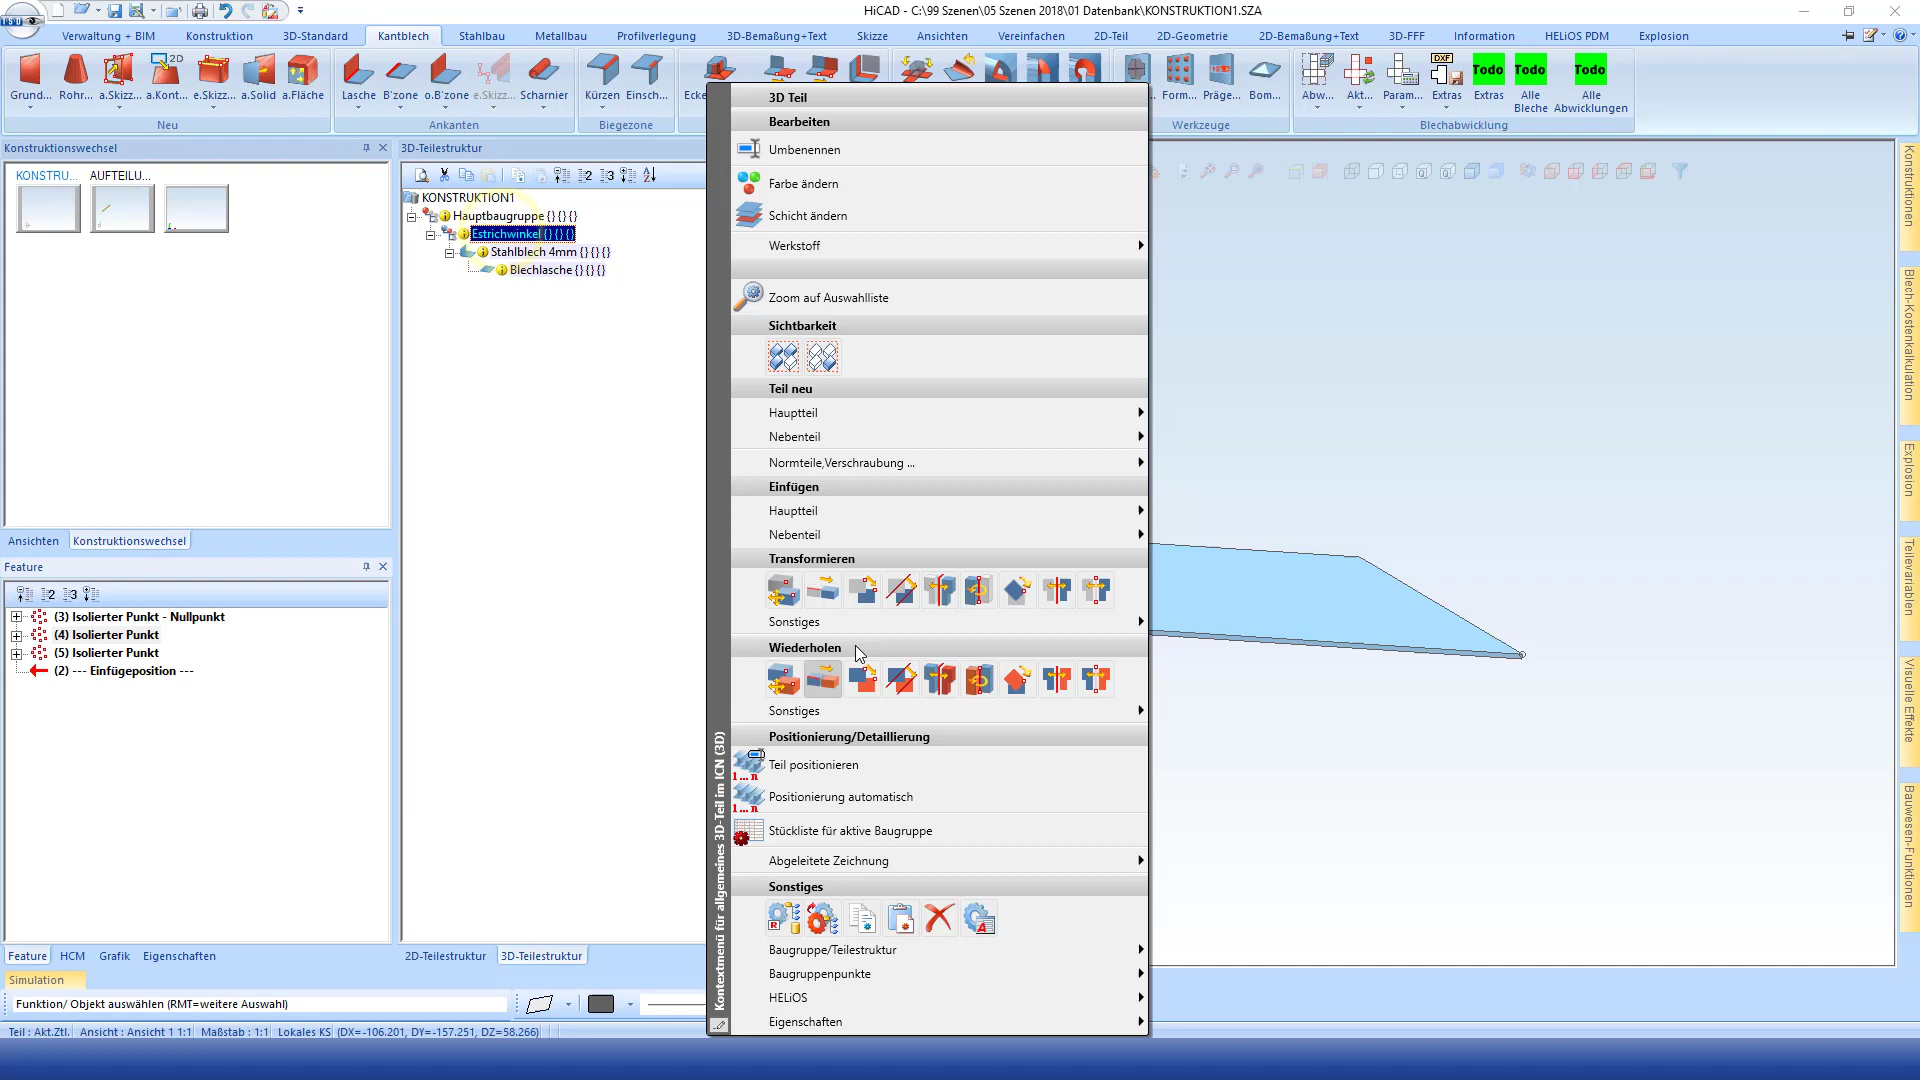 HiCAD - C:\99 Szenen\05 Szenen 2018\01 Datenbank\KONSTRUKTION1.SZA
ISD
Verwaltung + BIM Konstruktion 3D-Standard Kantblech Stahlbau Metallbau Profilverlegung 3D-Bemaßung+Text Skizze Ansichten Vereinfachen 2D-Teil 2D-Geometrie 2D-Bemaßung+Text 3D-FFF Information HELiOS PDM Explosion
Grund... Rohr... a.Skizz... a.Kont... e.Skizz... a.Solid a.Fläche Lasche B'zone o.B'zone e.Skizz... Scharnier Kürzen Einsch... Ecke Form... Präge... Bom... Abw... Akt... Param... Extras Todo Extras Todo Alle Bleche Todo Alle Abwicklungen
Neu Ankanten Biegezone Werkzeuge Blechabwicklung
Konstruktionswechsel
KONSTRU... AUFTEILU...
Ansichten Konstruktionswechsel
Feature
(3) Isolierter Punkt - Nullpunkt
(4) Isolierter Punkt
(5) Isolierter Punkt
(2) --- Einfügeposition ---
Feature HCM Grafik Eigenschaften
3D-Teilestruktur
KONSTRUKTION1
Hauptbaugruppe {} {} {}
Estrichwinkel {} {} {}
Stahlblech 4mm {} {} {}
Blechlasche {} {} {}
2D-Teilestruktur 3D-Teilestruktur
3D Teil
Bearbeiten
Umbenennen
Farbe ändern
Schicht ändern
Werkstoff
Zoom auf Auswahlliste
Sichtbarkeit
Teil neu
Hauptteil
Nebenteil
Normteile,Verschraubung ...
Einfügen
Hauptteil
Nebenteil
Transformieren
Sonstiges
Wiederholen
Sonstiges
Positionierung/Detaillierung
Teil positionieren
Positionierung automatisch
Stückliste für aktive Baugruppe
Abgeleitete Zeichnung
Sonstiges
Baugruppe/Teilestruktur
Baugruppenpunkte
HELiOS
Eigenschaften
Kontextmenü für allgemeines 3D-Teil im ICN (3D)
Konstruktionen
Blech-Kostenkalkulation
Explosion
Teilevariablen
Visuelle Effekte
Bauwesen-Funktionen
Simulation
Funktion/ Objekt auswählen (RMT=weitere Auswahl)
Teil : Akt.Ztl. Ansicht : Ansicht 1 1:1 Maßstab : 1:1 Lokales KS (DX=-106.201, DY=-157.251, DZ=58.266)